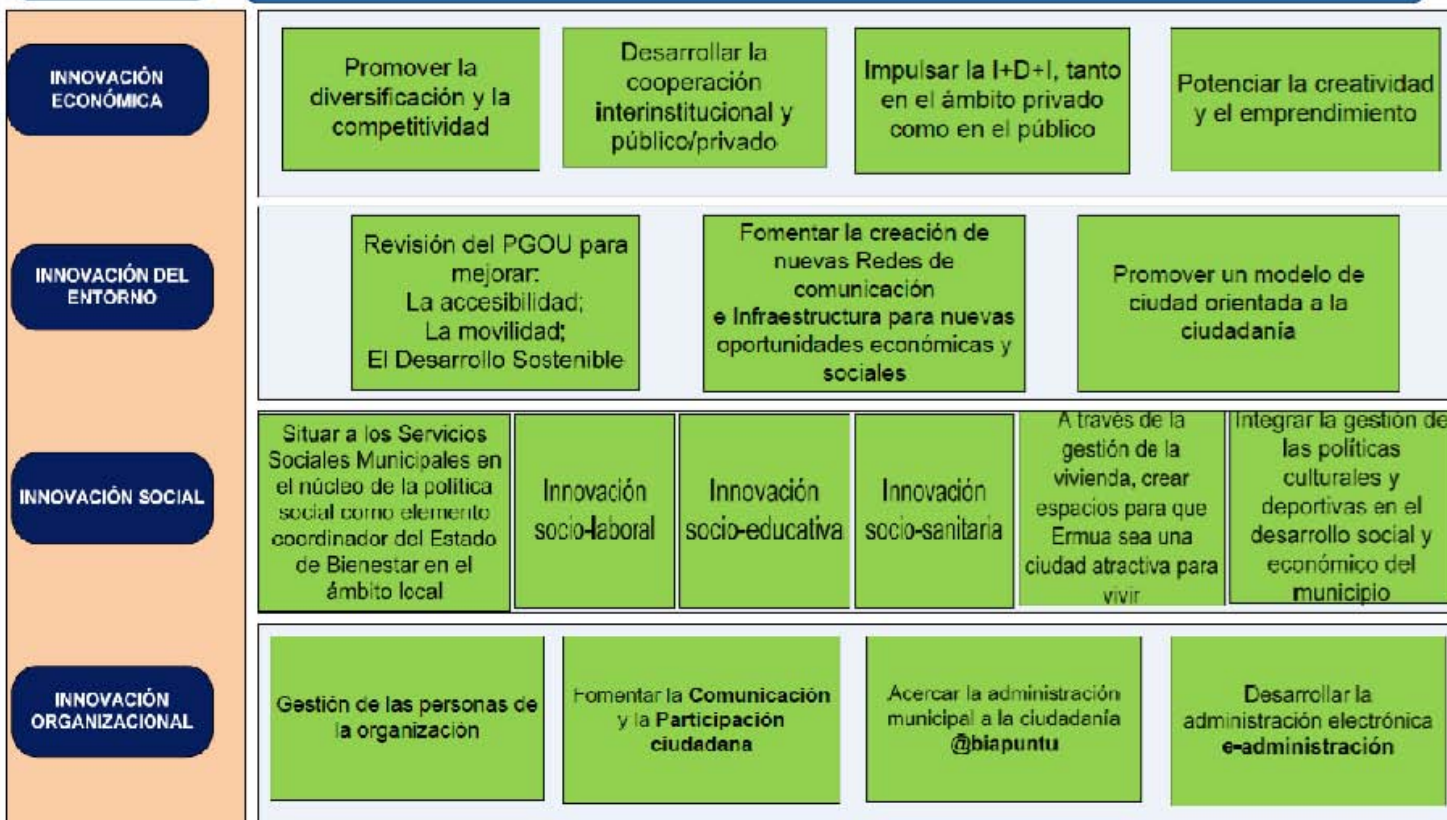 INNOVACIÓN
ECONÓMICA
Promover la
diversificación y la
competitividad
Desarrollar la
cooperación
interinstitucional y
público/privado
Impulsar la I+D+I, tanto
en el ámbito privado
como en el público
Potenciar la creatividad
y el emprendimiento
INNOVACIÓN DEL
ENTORNO
Revisión del PGOU para
mejorar:
La accesibilidad;
La movilidad;
El Desarrollo Sostenible
Fomentar la creación de
nuevas Redes de
comunicación
e Infraestructura para nuevas
oportunidades económicas y
sociales
Promover un modelo de
ciudad orientada a la
ciudadanía
INNOVACIÓN SOCIAL
Situar a los Servicios
Sociales Municipales en
el núcleo de la política
social como elemento
coordinador del Estado
de Bienestar en el
ámbito local
Innovación
socio-laboral
Innovación
socio-educativa
Innovación
socio-sanitaria
A través de la
gestión de la
vivienda, crear
espacios para que
Ermua sea una
ciudad atractiva para
vivir
Integrar la gestión de
las políticas
culturales y
deportivas en el
desarrollo social y
económico del
municipio
INNOVACIÓN
ORGANIZACIONAL
Gestión de las personas de
la organización
Fomentar la Comunicación
y la Participación
ciudadana
Acercar la administración
municipal a la ciudadanía
@biapuntu
Desarrollar la
administración electrónica
e-administración